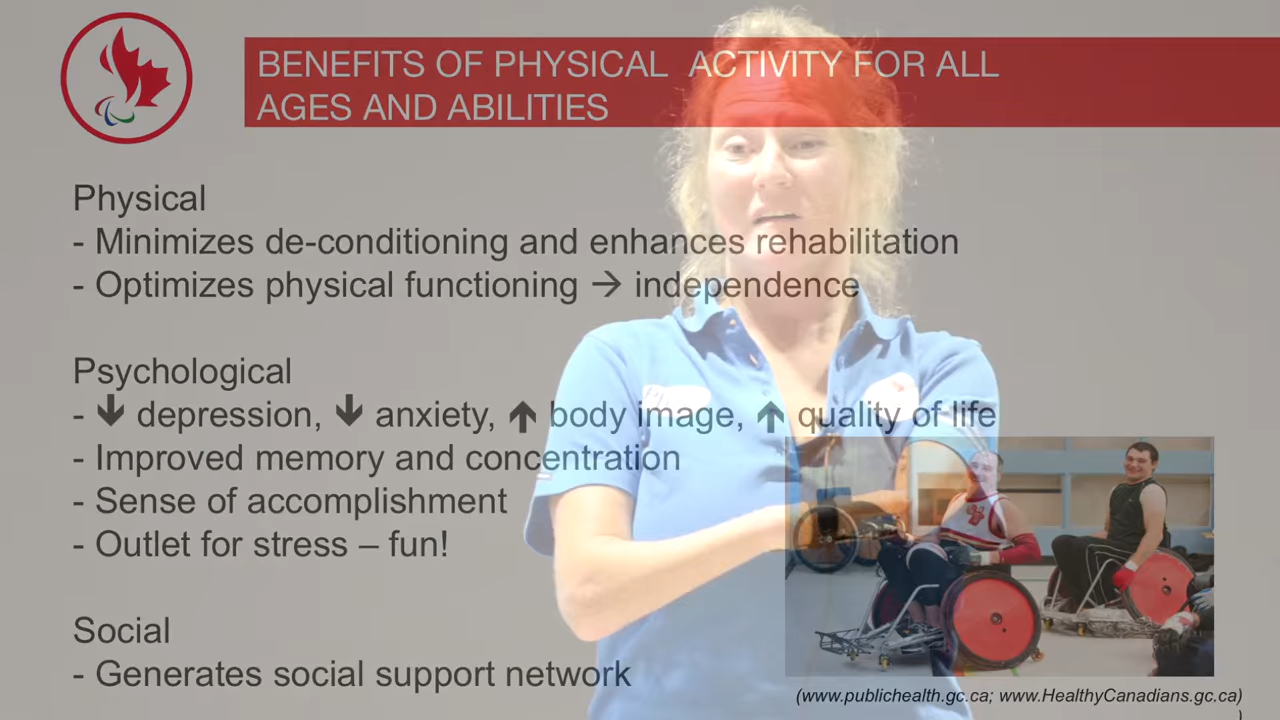 BENEFITS OF PHYSICAL ACTIVITY FOR ALL
AGES AND ABILITIES
Physical
- Minimizes de-conditioning and enhances rehabilitation
- Optimizes physical functioning → independence
Psychological
- 🡇 depression, 🡇 anxiety, 🡅 body image, 🡅 quality of life
- Improved memory and concentration
- Sense of accomplishment
- Outlet for stress – fun!
Social
- Generates social support network
(www.publichealth.gc.ca; www.HealthyCanadians.gc.ca)
)